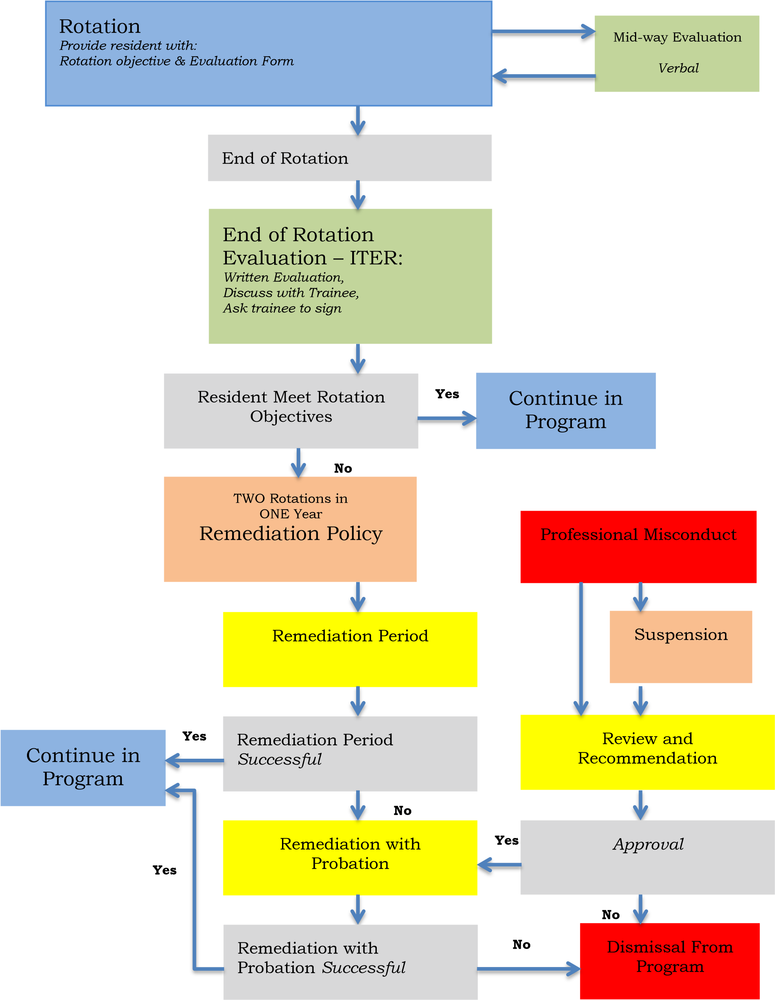 Rotation
Provide resident with:
Rotation objective & Evaluation Form
Mid-way Evaluation
Verbal
End of Rotation
End of Rotation
Evaluation – ITER:
Written Evaluation,
Discuss with Trainee,
Ask trainee to sign
Resident Meet Rotation
Objectives
Yes
Continue in
Program
No
TWO Rotations in
ONE Year
Remediation Policy
Professional Misconduct
Remediation Period
Suspension
Remediation Period
Successful
Yes
Continue in
Program
Review and
Recommendation
No
Remediation with
Probation
Yes
Approval
Yes
No
Remediation with
Probation Successful
No
Dismissal From
Program